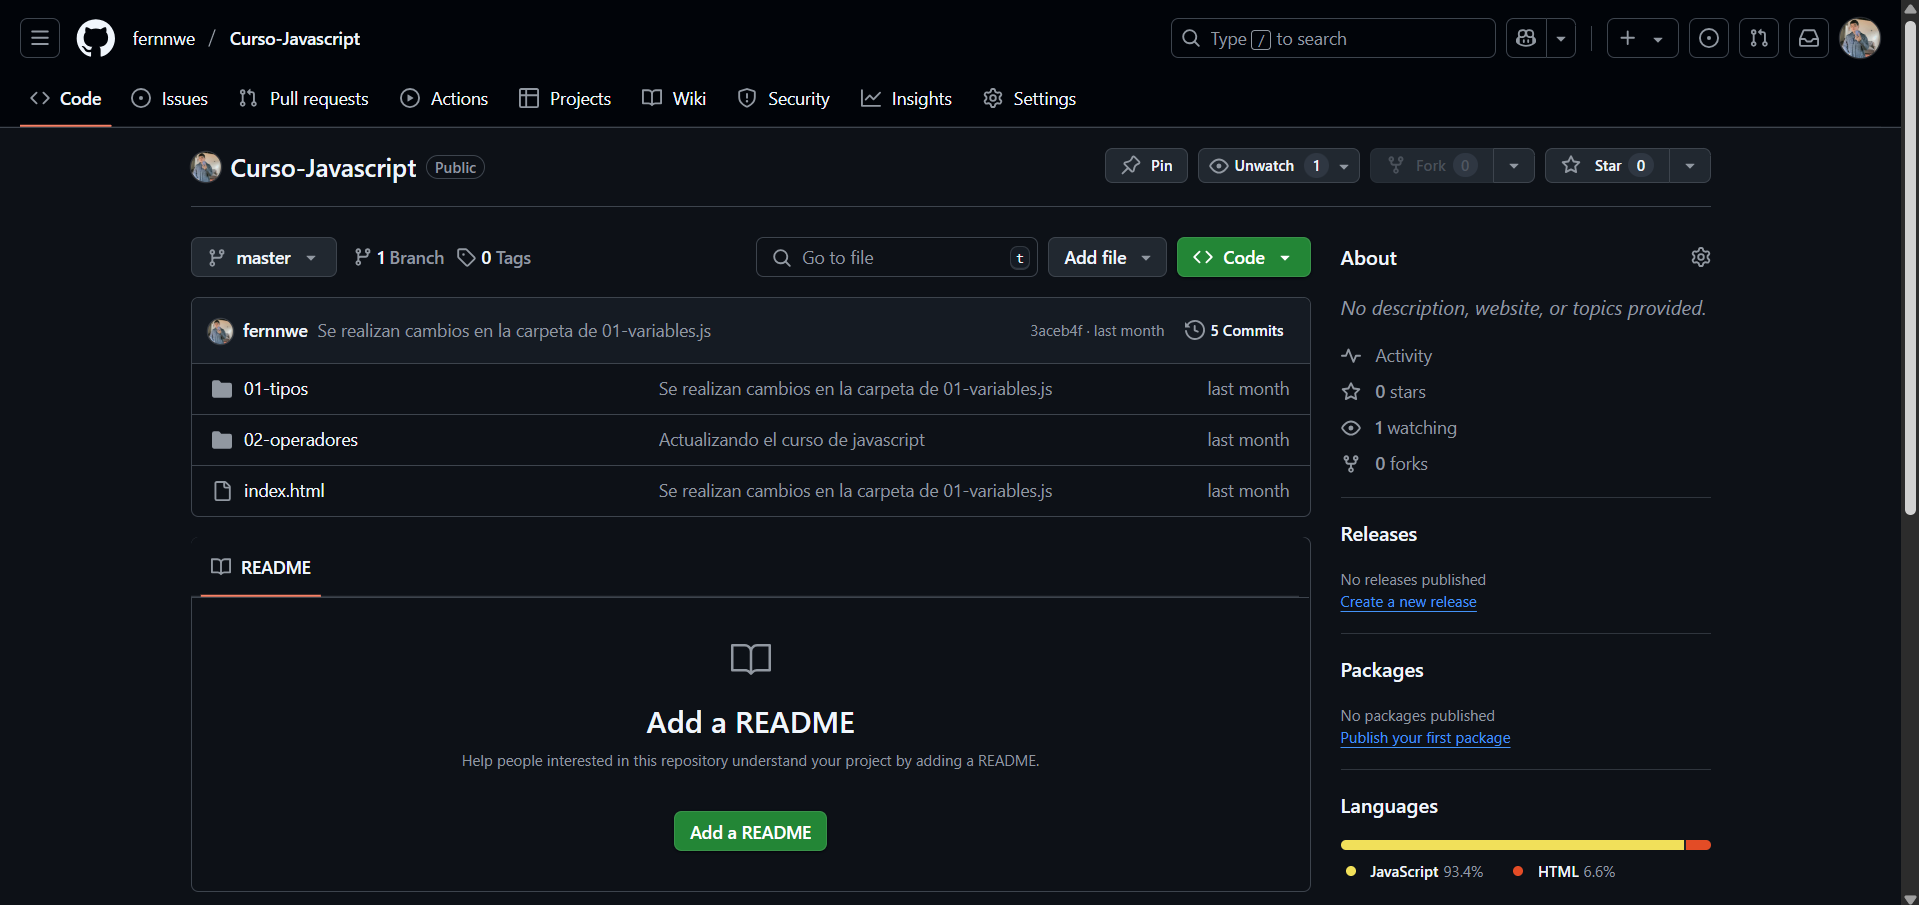 fernnwe / Curso-Javascript
Type / to search
Code
Issues
Pull requests
Actions
Projects
Wiki
Security
Insights
Settings
Curso-Javascript
Public
Pin
Unwatch 1
Fork 0
Star 0
master
1 Branch
0 Tags
Go to file
t
Add file
Code
fernnwe Se realizan cambios en la carpeta de 01-variables.js
3aceb4f · last month
5 Commits
01-tipos
Se realizan cambios en la carpeta de 01-variables.js
last month
02-operadores
Actualizando el curso de javascript
last month
index.html
Se realizan cambios en la carpeta de 01-variables.js
last month
README
Add a README
Help people interested in this repository understand your project by adding a README.
Add a README
About
No description, website, or topics provided.
Activity
0 stars
1 watching
0 forks
Releases
No releases published
Create a new release
Packages
No packages published
Publish your first package
Languages
JavaScript 93.4%
HTML 6.6%